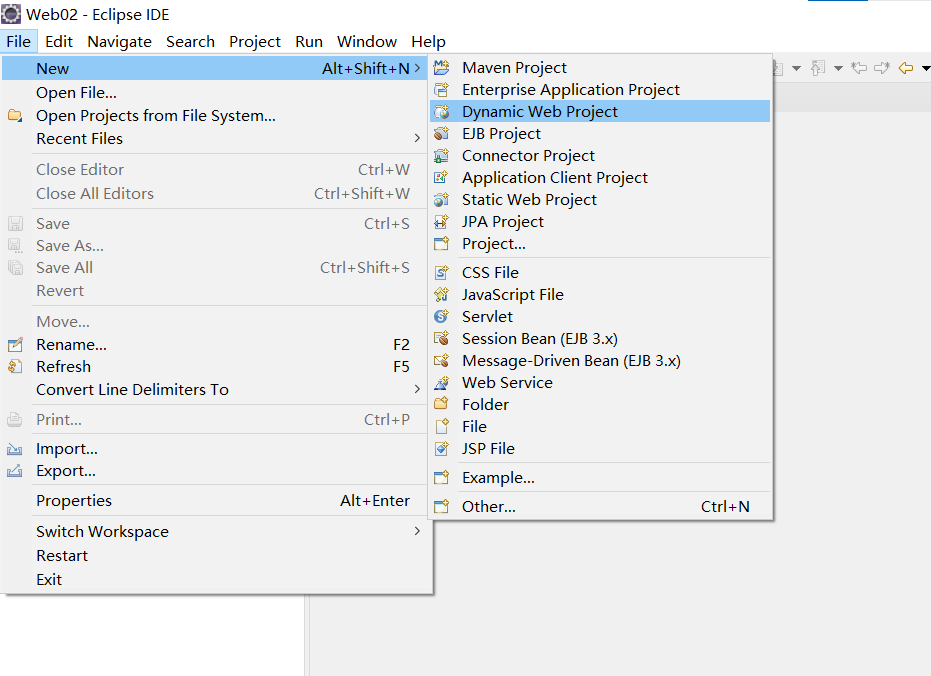 Web02 - Eclipse IDE
File Edit Navigate Search Project Run Window Help
New Alt+Shift+N
Open File...
Open Projects from File System...
Recent Files
Close Editor Ctrl+W
Close All Editors Ctrl+Shift+W
Save Ctrl+S
Save As...
Save All Ctrl+Shift+S
Revert
Move...
Rename... F2
Refresh F5
Convert Line Delimiters To
Print... Ctrl+P
Import...
Export...
Properties Alt+Enter
Switch Workspace
Restart
Exit
Maven Project
Enterprise Application Project
Dynamic Web Project
EJB Project
Connector Project
Application Client Project
Static Web Project
JPA Project
Project...
CSS File
JavaScript File
Servlet
Session Bean (EJB 3.x)
Message-Driven Bean (EJB 3.x)
Web Service
Folder
File
JSP File
Example...
Other... Ctrl+N